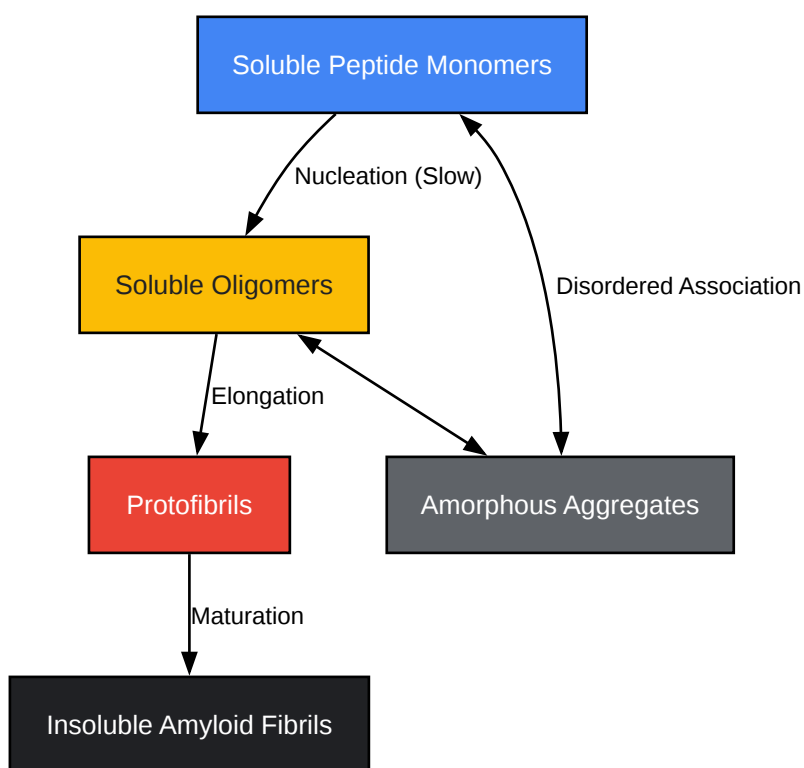 Soluble Peptide Monomers
Nucleation (Slow)
Soluble Oligomers
Disordered Association
Elongation
Protofibrils
Amorphous Aggregates
Maturation
Insoluble Amyloid Fibrils